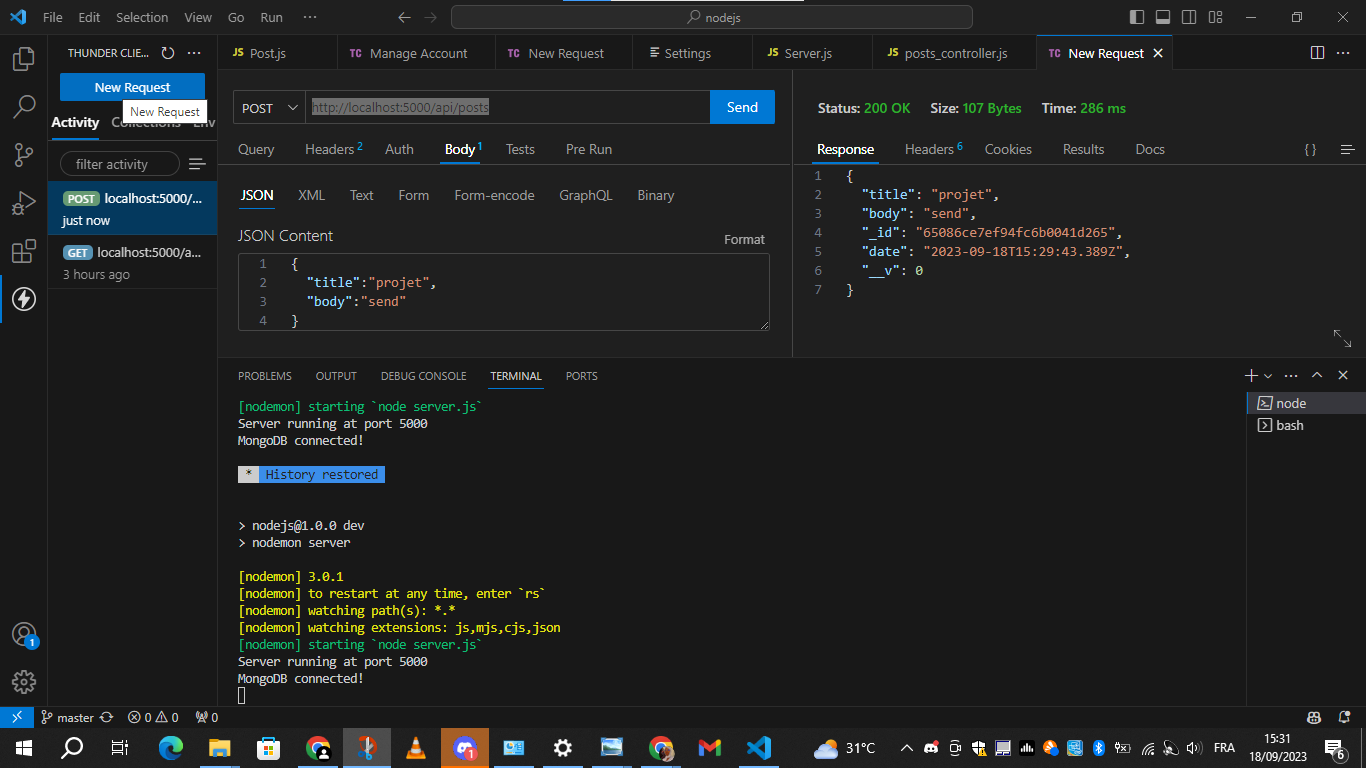 File Edit Selection View Go Run ··· nodejs
THUNDER CLIE... ···
JS Post.js TC Manage Account TC New Request Settings JS Server.js JS posts_controller.js TC New Request
New Request
New Request
Activity Collections Env
filter activity
POST localhost:5000/...
just now
GET localhost:5000/a...
3 hours ago
POST http://localhost:5000/api/posts Send
Query Headers 2 Auth Body 1 Tests Pre Run
JSON XML Text Form Form-encode GraphQL Binary
JSON Content Format
1 {
2 "title":"projet",
3 "body":"send"
4 }
Status: 200 OK Size: 107 Bytes Time: 286 ms
Response Headers 6 Cookies Results Docs { }
1 {
2 "title": "projet",
3 "body": "send",
4 "_id": "65086ce7ef94fc6b0041d265",
5 "date": "2023-09-18T15:29:43.389Z",
6 "__v": 0
7 }
PROBLEMS OUTPUT DEBUG CONSOLE TERMINAL PORTS
[nodemon] starting `node server.js`
Server running at port 5000
MongoDB connected!
* History restored
> nodejs@1.0.0 dev
> nodemon server
[nodemon] 3.0.1
[nodemon] to restart at any time, enter `rs`
[nodemon] watching path(s): *.*
[nodemon] watching extensions: js,mjs,cjs,json
[nodemon] starting `node server.js`
Server running at port 5000
MongoDB connected!
node
bash
1
master 0 0 0
1
31°C FRA 15:31
18/09/2023 6